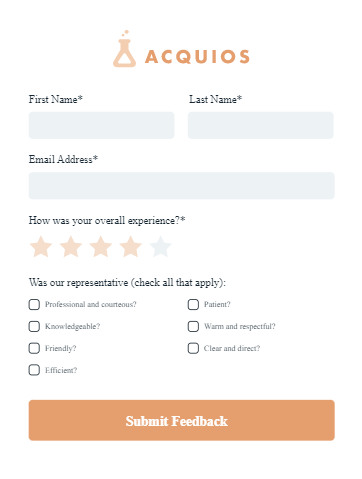 ACQUIOS
First Name* Last Name*
Email Address*
How was your overall experience?*
Was our representative (check all that apply):
Professional and courteous? Patient?
Knowledgeable? Warm and respectful?
Friendly? Clear and direct?
Efficient?
Submit Feedback